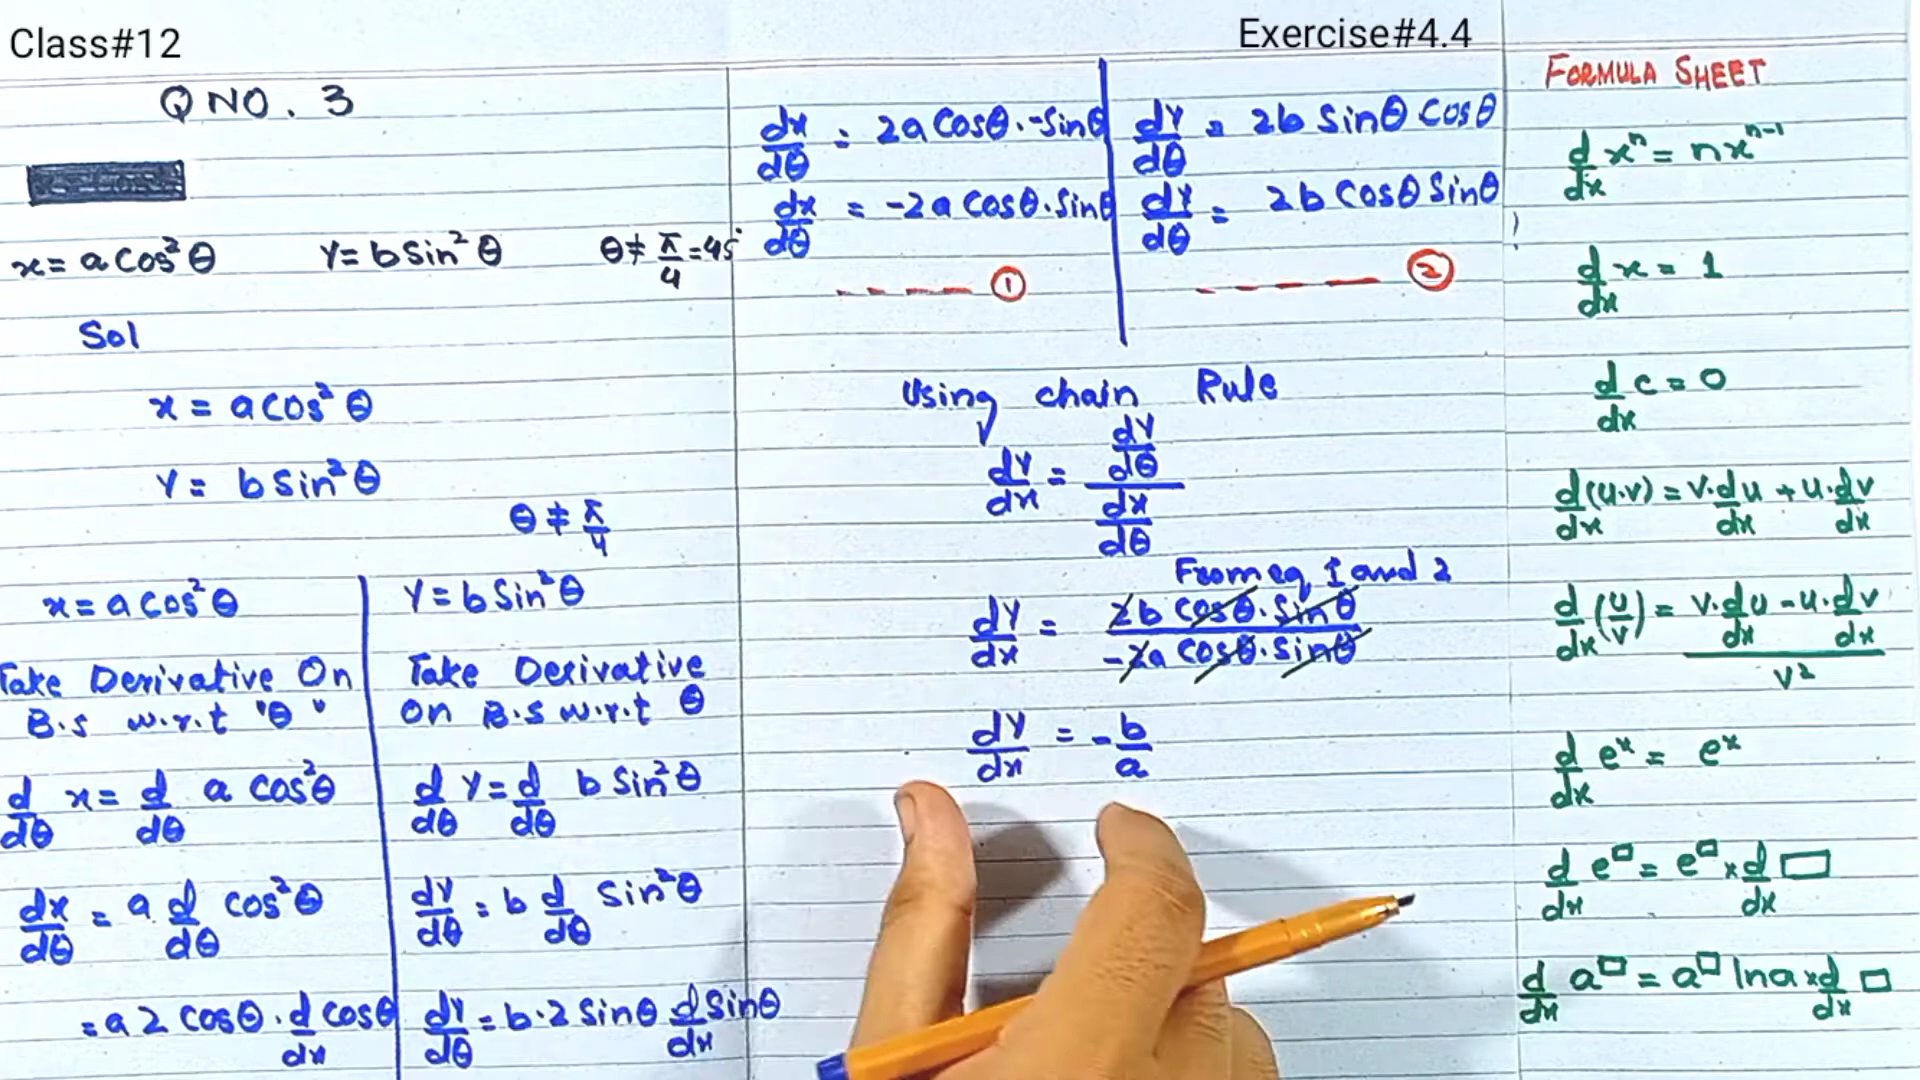 Class#12
Exercise#4.4
Q NO. 3
x = a cos² θ    Y = b sin² θ    θ ≠ π/4 = 45°
Sol
x = a cos² θ
Y = b sin² θ
θ ≠ π/4
x = a cos² θ
Take Derivative On
B.s w.r.t "θ"
d/dθ x = d/dθ a cos²θ
dx/dθ = a d/dθ cos²θ
= a 2 cosθ . d/dx cosθ
Y = b Sin² θ
Take Derivative
On B.S w.r.t θ
d/dθ Y = d/dθ b Sin²θ
dY/dθ = b d/dθ Sin²θ
dY/dθ = b·2 Sinθ d/dx Sinθ
dx/dθ = 2a Cosθ . -Sinθ
dx/dθ = -2a Cosθ . Sinθ
---- ①
dY/dθ = 2b Sinθ Cosθ
dY/dθ = 2b Cosθ Sinθ
---- ②
Using chain Rule
dY/dx = (dY/dθ)/(dx/dθ)
From eq 1 and 2
dY/dx = 2b Cosθ . Sinθ / -2a Cosθ . Sinθ
dY/dx = -b/a
FORMULA SHEET
d/dx xⁿ = nxⁿ⁻¹
d/dx x = 1
d/dx c = 0
d/dx (u.v) = v.du/dx + u.dv/dx
d/dx (u/v) = (v.du/dx - u.dv/dx)/v²
d/dx eˣ = eˣ
d/dx e^□ = e^□ × d/dx □
d/dx a^□ = a^□ ln a × d/dx □